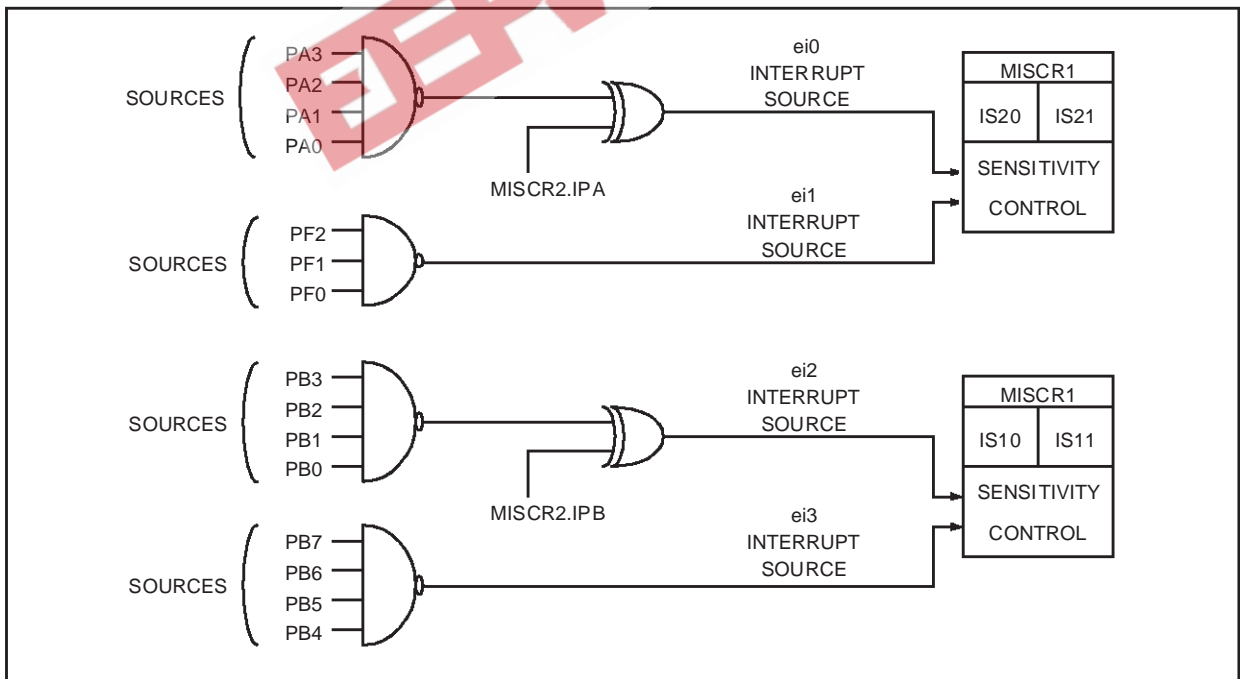 SOURCES
PA3
PA2
PA1
PA0
MISCR2.IPA
ei0
INTERRUPT
SOURCE
MISCR1
IS20 IS21
SENSITIVITY
CONTROL
SOURCES
PF2
PF1
PF0
ei1
INTERRUPT
SOURCE
SOURCES
PB3
PB2
PB1
PB0
MISCR2.IPB
ei2
INTERRUPT
SOURCE
MISCR1
IS10 IS11
SENSITIVITY
CONTROL
SOURCES
PB7
PB6
PB5
PB4
ei3
INTERRUPT
SOURCE